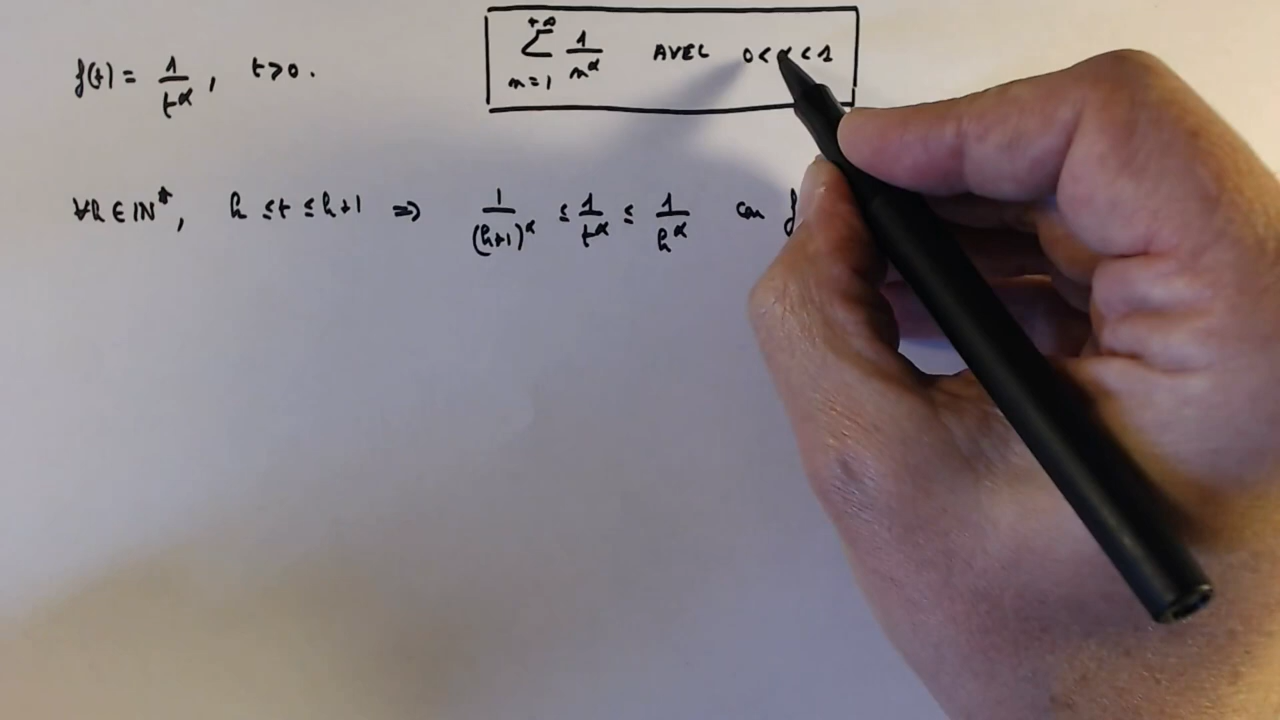 f(t) = 1/t^α, t>0. ∑_{n=1}^{+∞} 1/n^α AVEC 0<α<1
∀k∈ℕ*, k ≤ t ≤ k+1 ⇒ 1/(k+1)^α ≤ 1/t^α ≤ 1/k^α car f